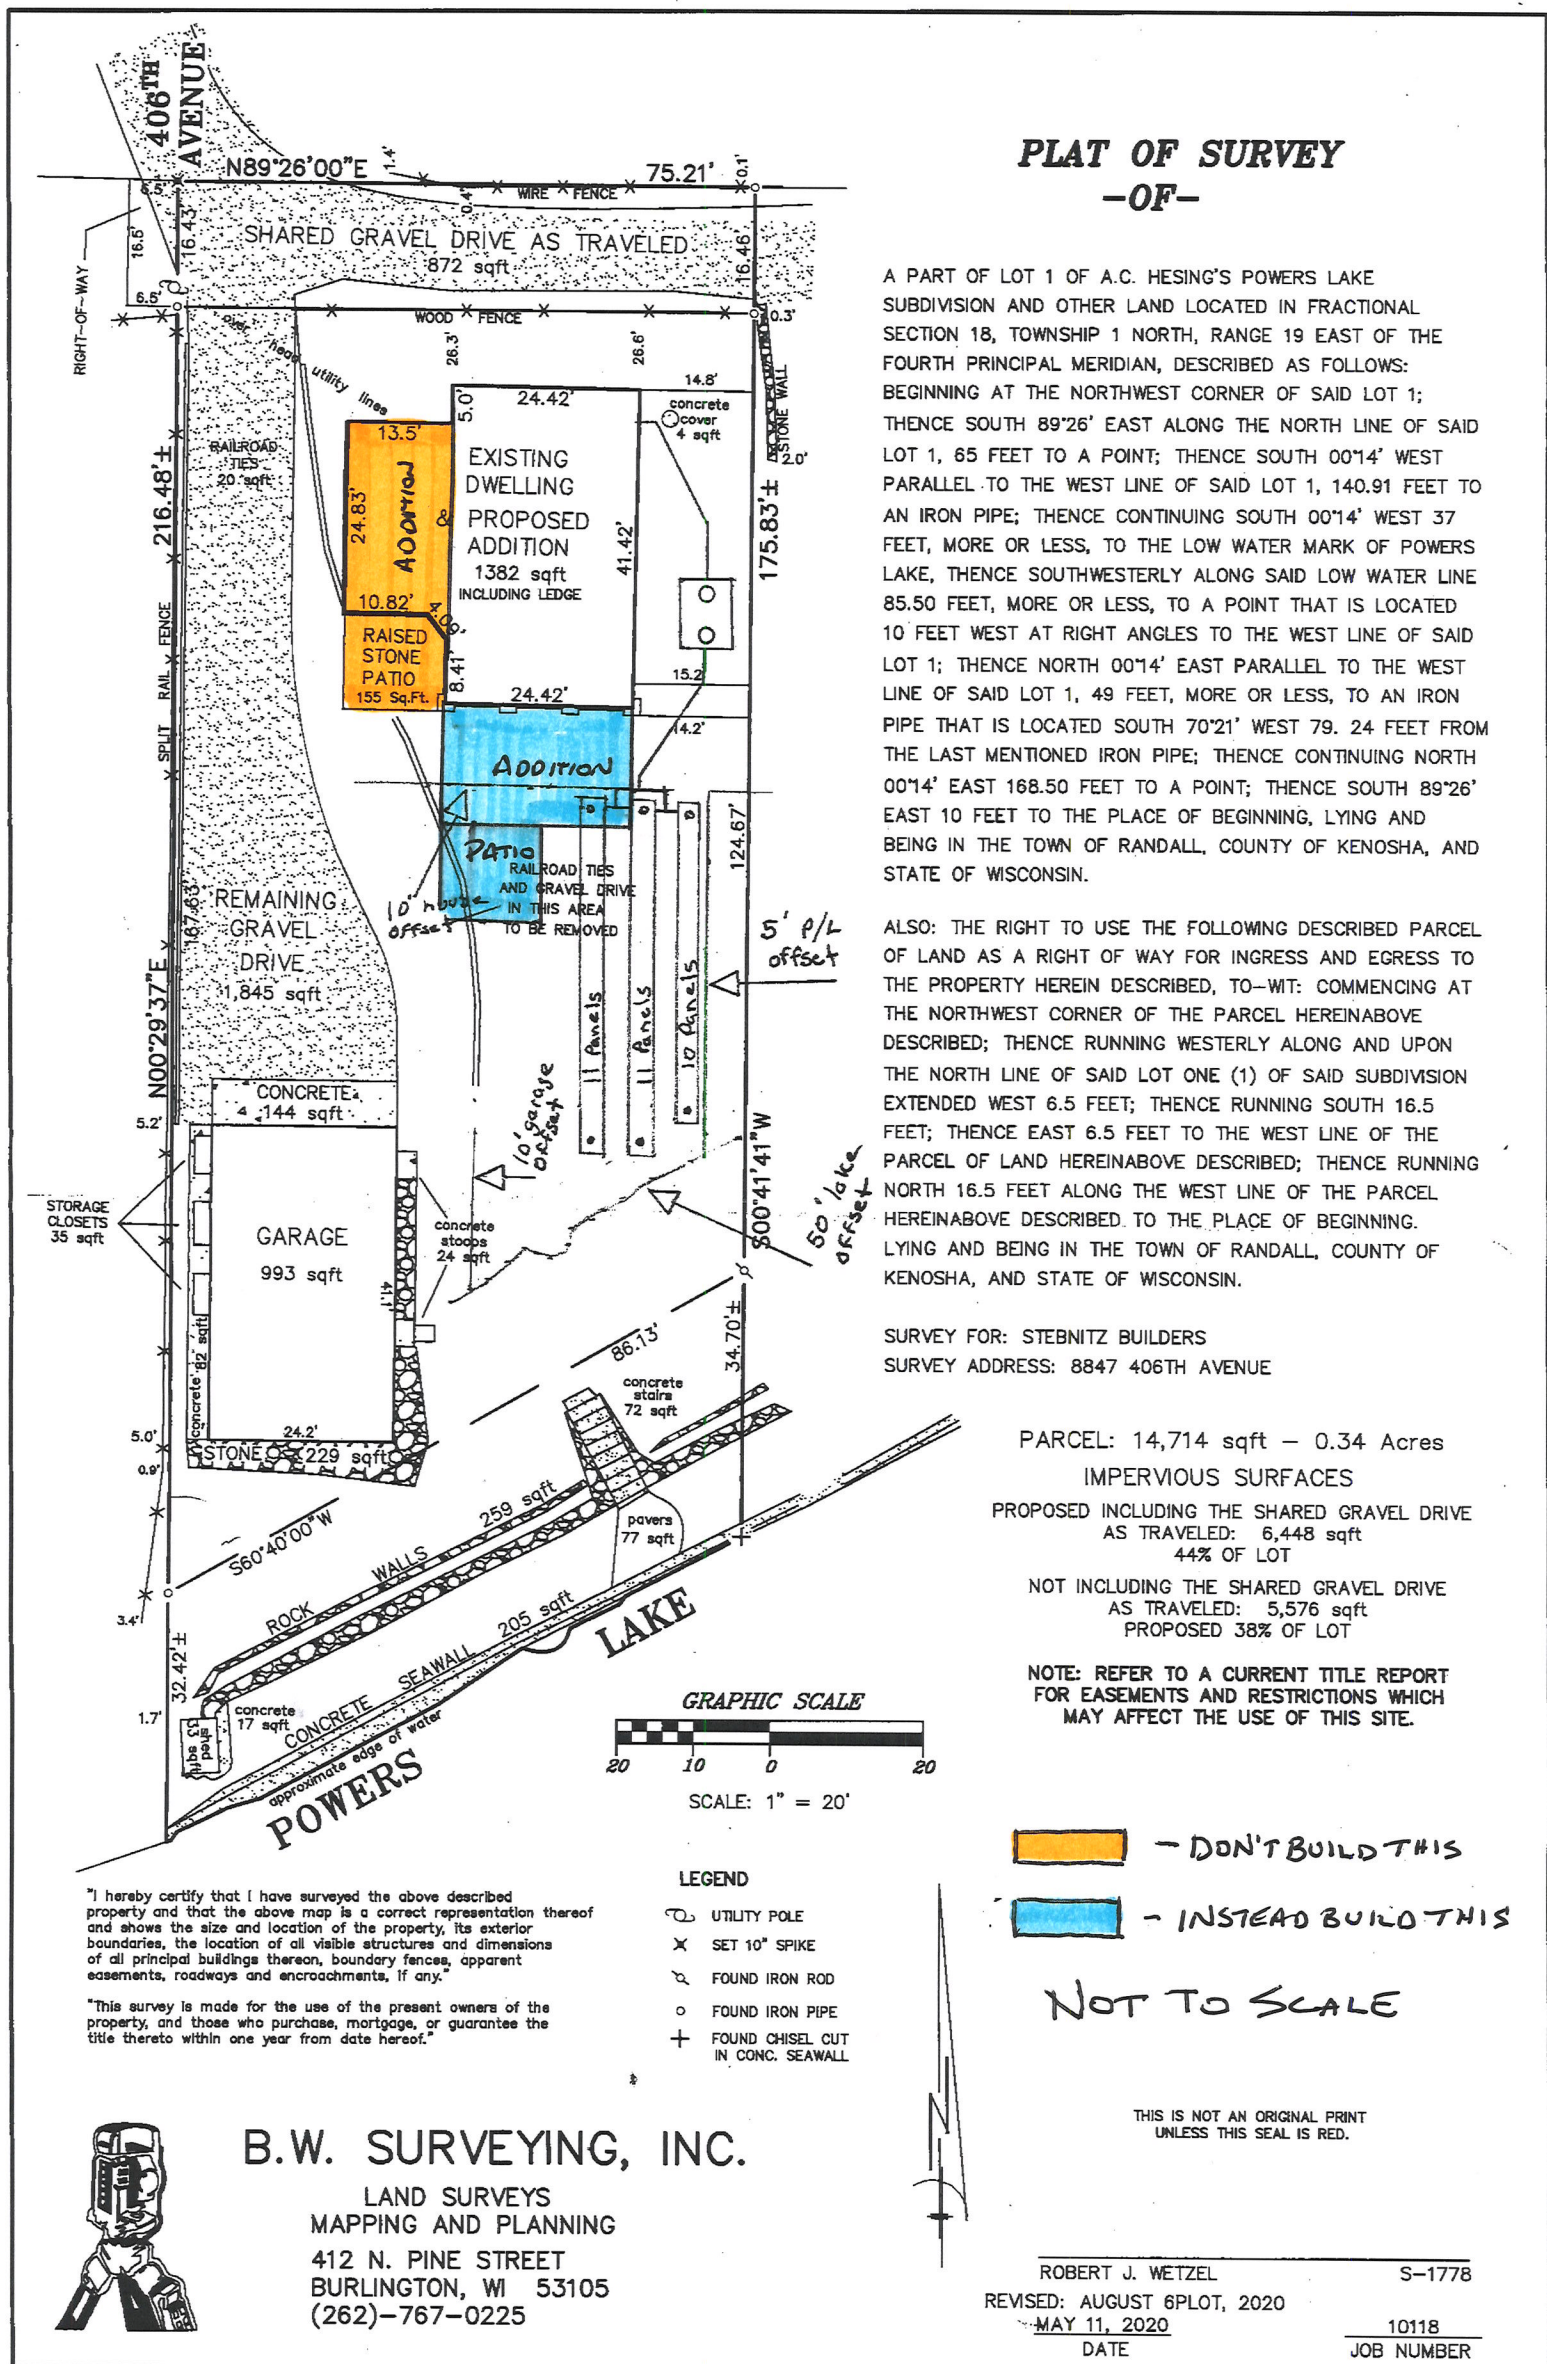 406TH
AVENUE
N89°26'00"E
1.4'
75.21'
0.1'
6.5'
0.4'
WIRE FENCE
16.5'
16.43'
SHARED GRAVEL DRIVE AS TRAVELED
872 sqft
16.46'
RIGHT-OF-WAY
6.5'
WOOD FENCE
0.3'
over head utility lines
26.3'
26.6'
14.8'
STONE WALL
5.0'
24.42'
concrete
cover
4 sqft
13.5'
2.0'
RAILROAD
TIES
20 sqft
216.48'±
24.83'
ADDITION
EXISTING
DWELLING
&
PROPOSED
ADDITION
1382 sqft
INCLUDING LEDGE
41.42'
175.83'±
10.82'
4.09'
RAISED
STONE
PATIO
155 Sq.Ft.
8.41'
SPLIT RAIL FENCE
15.2'
24.42'
14.2'
ADDITION
PATIO
RAILROAD TIES
AND GRAVEL DRIVE
IN THIS AREA
TO BE REMOVED
124.67'
10' house
offset
5' P/L
offset
REMAINING
GRAVEL
DRIVE
1,845 sqft
167.63'
N00°29'37"E
11 Panels
11 Panels
10 Panels
CONCRETE
144 sqft
10' garage
offset
5.2'
S00°41'41"W
50' lake
offset
STORAGE
CLOSETS
35 sqft
GARAGE
993 sqft
concrete
stoops
24 sqft
41.1'
concrete 82 sqft
86.13'
34.70'±
concrete
stairs
72 sqft
5.0'
24.2'
STONE 229 sqft
0.9'
259 sqft
pavers
77 sqft
S60°40'00"W
ROCK WALLS
3.4'
205 sqft
32.42'±
CONCRETE SEAWALL
1.7'
concrete
17 sqft
shed
33 sqft
approximate edge of water
POWERS LAKE
GRAPHIC SCALE
20 10 0 20
SCALE: 1" = 20'
PLAT OF SURVEY
-OF-
A PART OF LOT 1 OF A.C. HESING'S POWERS LAKE
SUBDIVISION AND OTHER LAND LOCATED IN FRACTIONAL
SECTION 18, TOWNSHIP 1 NORTH, RANGE 19 EAST OF THE
FOURTH PRINCIPAL MERIDIAN, DESCRIBED AS FOLLOWS:
BEGINNING AT THE NORTHWEST CORNER OF SAID LOT 1;
THENCE SOUTH 89°26' EAST ALONG THE NORTH LINE OF SAID
LOT 1, 65 FEET TO A POINT; THENCE SOUTH 00°14' WEST
PARALLEL TO THE WEST LINE OF SAID LOT 1, 140.91 FEET TO
AN IRON PIPE; THENCE CONTINUING SOUTH 00°14' WEST 37
FEET, MORE OR LESS, TO THE LOW WATER MARK OF POWERS
LAKE, THENCE SOUTHWESTERLY ALONG SAID LOW WATER LINE
85.50 FEET, MORE OR LESS, TO A POINT THAT IS LOCATED
10 FEET WEST AT RIGHT ANGLES TO THE WEST LINE OF SAID
LOT 1; THENCE NORTH 00°14' EAST PARALLEL TO THE WEST
LINE OF SAID LOT 1, 49 FEET, MORE OR LESS, TO AN IRON
PIPE THAT IS LOCATED SOUTH 70°21' WEST 79. 24 FEET FROM
THE LAST MENTIONED IRON PIPE; THENCE CONTINUING NORTH
00°14' EAST 168.50 FEET TO A POINT; THENCE SOUTH 89°26'
EAST 10 FEET TO THE PLACE OF BEGINNING, LYING AND
BEING IN THE TOWN OF RANDALL, COUNTY OF KENOSHA, AND
STATE OF WISCONSIN.
ALSO: THE RIGHT TO USE THE FOLLOWING DESCRIBED PARCEL
OF LAND AS A RIGHT OF WAY FOR INGRESS AND EGRESS TO
THE PROPERTY HEREIN DESCRIBED, TO-WIT: COMMENCING AT
THE NORTHWEST CORNER OF THE PARCEL HEREINABOVE
DESCRIBED; THENCE RUNNING WESTERLY ALONG AND UPON
THE NORTH LINE OF SAID LOT ONE (1) OF SAID SUBDIVISION
EXTENDED WEST 6.5 FEET; THENCE RUNNING SOUTH 16.5
FEET; THENCE EAST 6.5 FEET TO THE WEST LINE OF THE
PARCEL OF LAND HEREINABOVE DESCRIBED; THENCE RUNNING
NORTH 16.5 FEET ALONG THE WEST LINE OF THE PARCEL
HEREINABOVE DESCRIBED TO THE PLACE OF BEGINNING.
LYING AND BEING IN THE TOWN OF RANDALL, COUNTY OF
KENOSHA, AND STATE OF WISCONSIN.
SURVEY FOR: STEBNITZ BUILDERS
SURVEY ADDRESS: 8847 406TH AVENUE
PARCEL: 14,714 sqft - 0.34 Acres
IMPERVIOUS SURFACES
PROPOSED INCLUDING THE SHARED GRAVEL DRIVE
AS TRAVELED: 6,448 sqft
44% OF LOT
NOT INCLUDING THE SHARED GRAVEL DRIVE
AS TRAVELED: 5,576 sqft
PROPOSED 38% OF LOT
NOTE: REFER TO A CURRENT TITLE REPORT
FOR EASEMENTS AND RESTRICTIONS WHICH
MAY AFFECT THE USE OF THIS SITE.
- DON'T BUILD THIS
- INSTEAD BUILD THIS
NOT TO SCALE
"I hereby certify that I have surveyed the above described
property and that the above map is a correct representation thereof
and shows the size and location of the property, its exterior
boundaries, the location of all visible structures and dimensions
of all principal buildings thereon, boundary fences, apparent
easements, roadways and encroachments, if any."
"This survey is made for the use of the present owners of the
property, and those who purchase, mortgage, or guarantee the
title thereto within one year from date hereof."
LEGEND
UTILITY POLE
SET 10" SPIKE
FOUND IRON ROD
FOUND IRON PIPE
FOUND CHISEL CUT
IN CONC. SEAWALL
N
THIS IS NOT AN ORIGINAL PRINT
UNLESS THIS SEAL IS RED.
B.W. SURVEYING, INC.
LAND SURVEYS
MAPPING AND PLANNING
412 N. PINE STREET
BURLINGTON, WI 53105
(262)-767-0225
ROBERT J. WETZEL S-1778
REVISED: AUGUST 6PLOT, 2020
MAY 11, 2020 10118
DATE JOB NUMBER